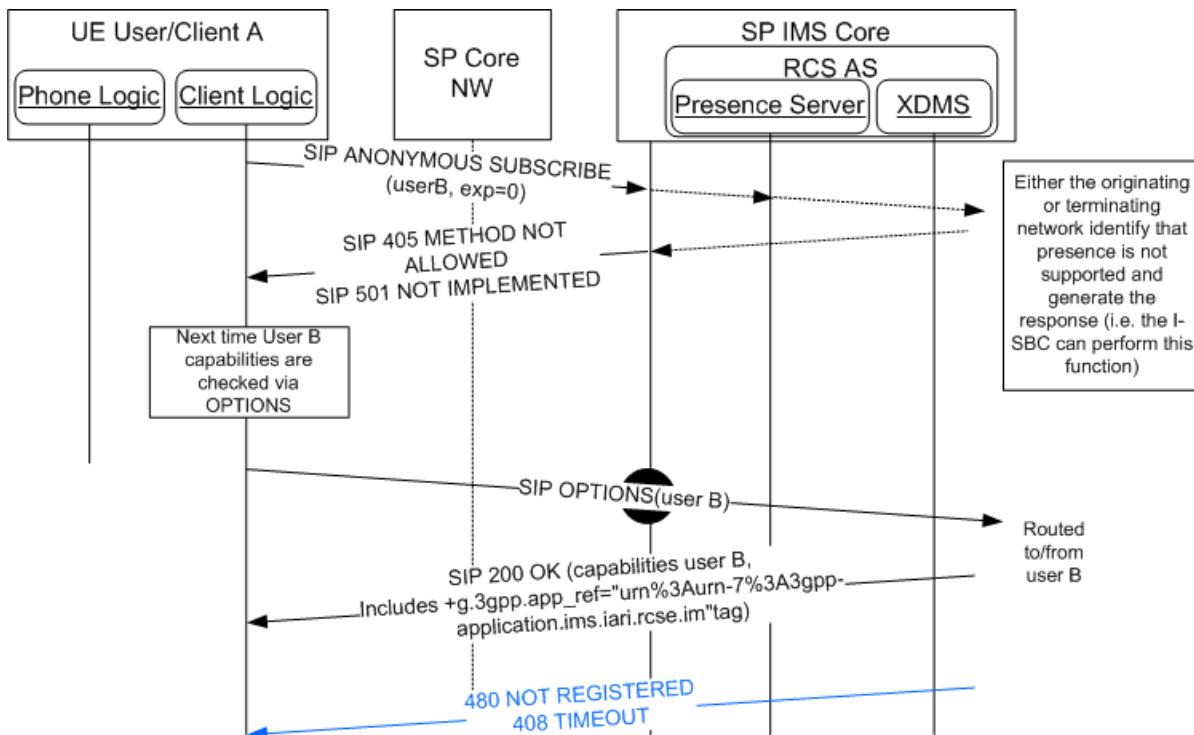 UE User/Client A
Phone Logic
Client Logic
SP Core
NW
SP IMS Core
RCS AS
Presence Server
XDMS
SIP ANONYMOUS SUBSCRIBE
(userB, exp=0)
SIP 405 METHOD NOT
ALLOWED
SIP 501 NOT IMPLEMENTED
Either the originating
or terminating
network identify that
presence is not
supported and
generate the
response (i.e. the I-
SBC can perform this
function)
Next time User B
capabilities are
checked via
OPTIONS
SIP OPTIONS(user B)
Routed
to/from
user B
SIP 200 OK (capabilities user B,
Includes +g.3gpp.app_ref="urn%3Aurn-7%3A3gpp-
application.ims.iari.rcse.im"tag)
480 NOT REGISTERED
408 TIMEOUT